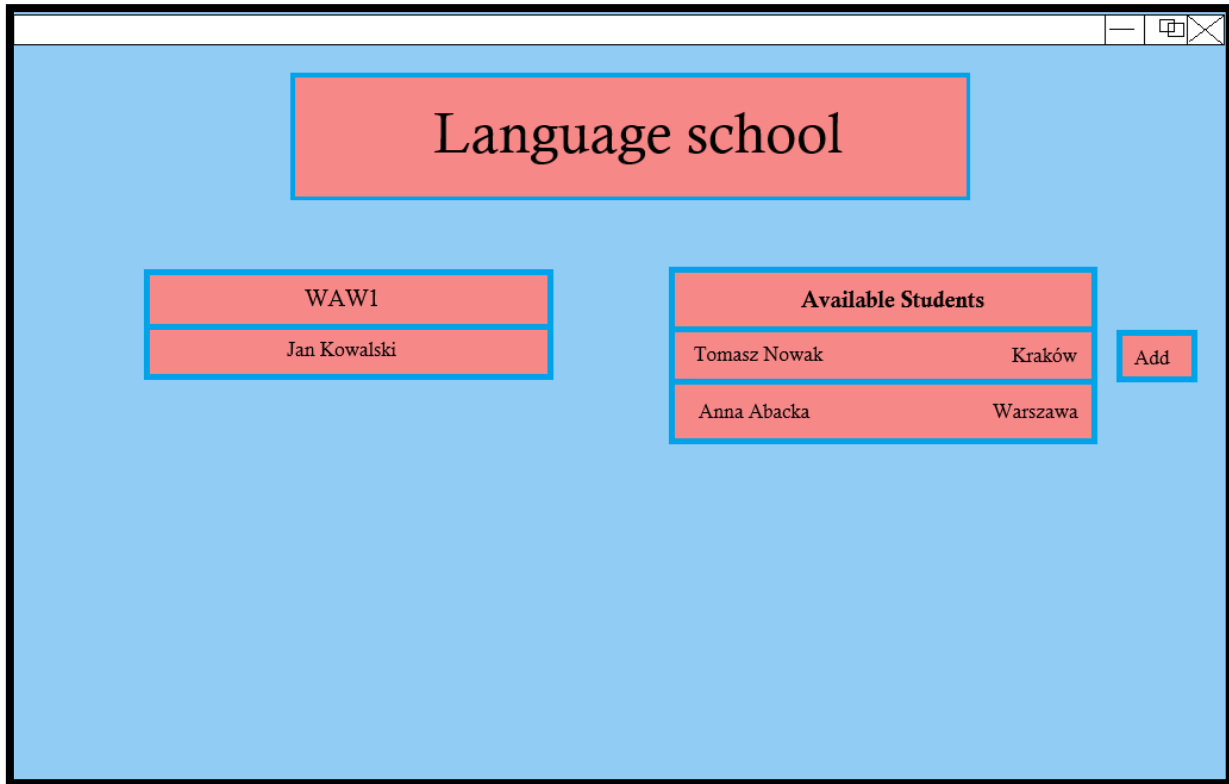 Language school
WAW1
Jan Kowalski
Available Students
Tomasz Nowak Kraków
Add
Anna Abacka Warszawa